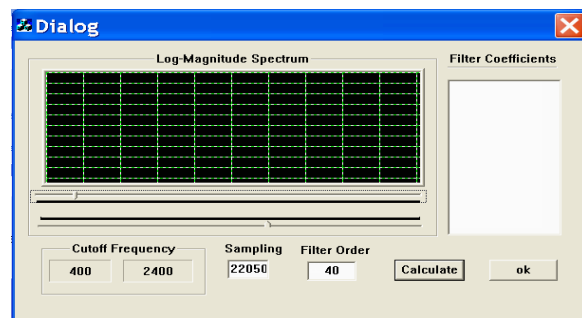 Dialog
Log-Magnitude Spectrum
Filter Coefficients
Cutoff Frequency
Sampling
Filter Order
400
2400
22050
40
Calculate
ok